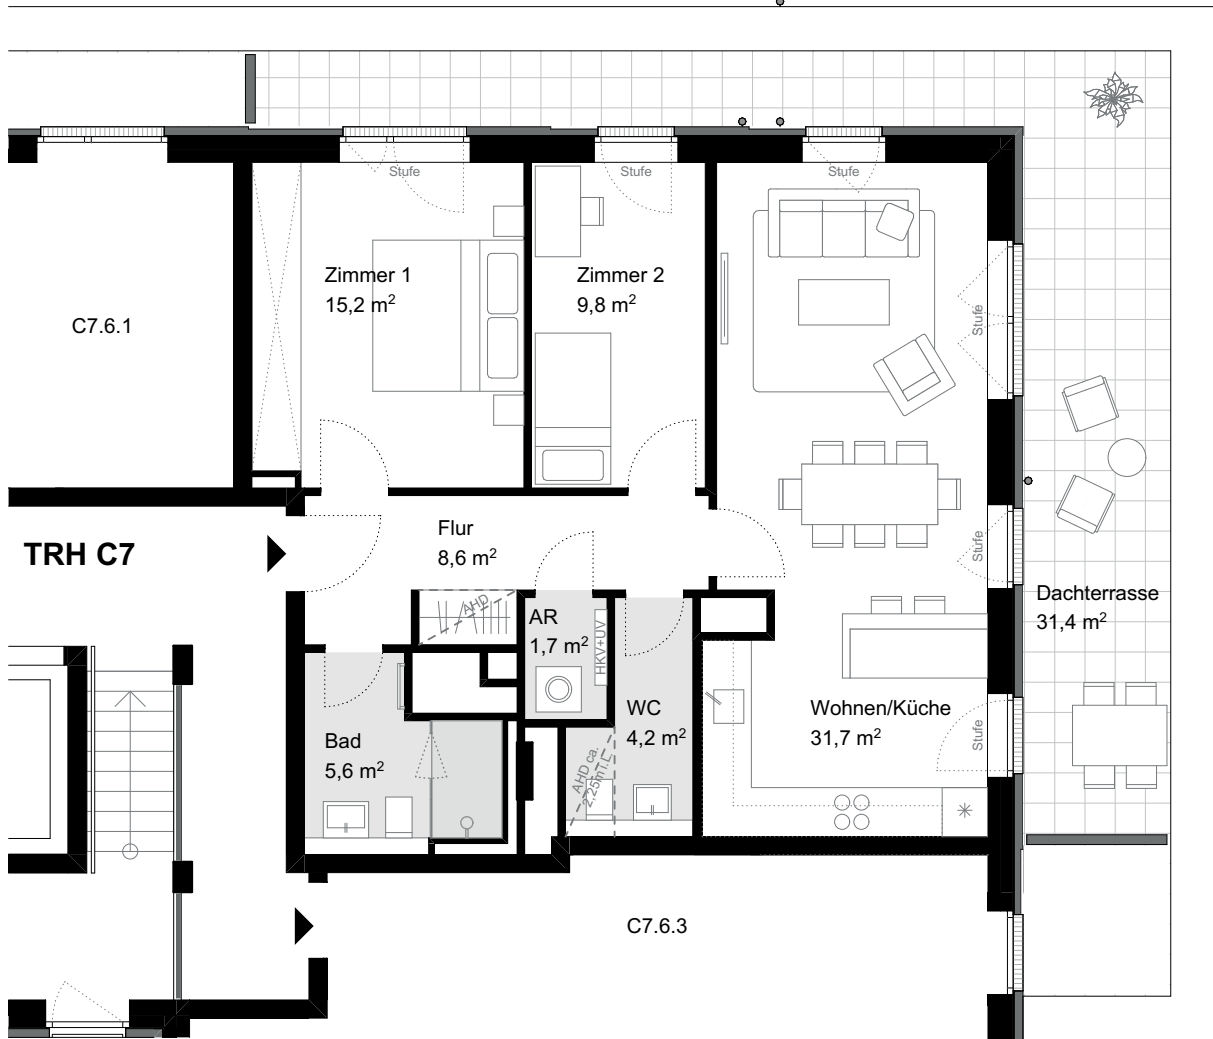 Stufe
Stufe
Stufe
Zimmer 1
15,2 m²
Zimmer 2
9,8 m²
C7.6.1
Stufe
TRH C7
Flur
8,6 m²
Stufe
AHD
AR
1,7 m²
HKV+UV
Dachterrasse
31,4 m²
WC
4,2 m²
Wohnen/Küche
31,7 m²
Stufe
Bad
5,6 m²
AHD ca.
2,25m l.
C7.6.3